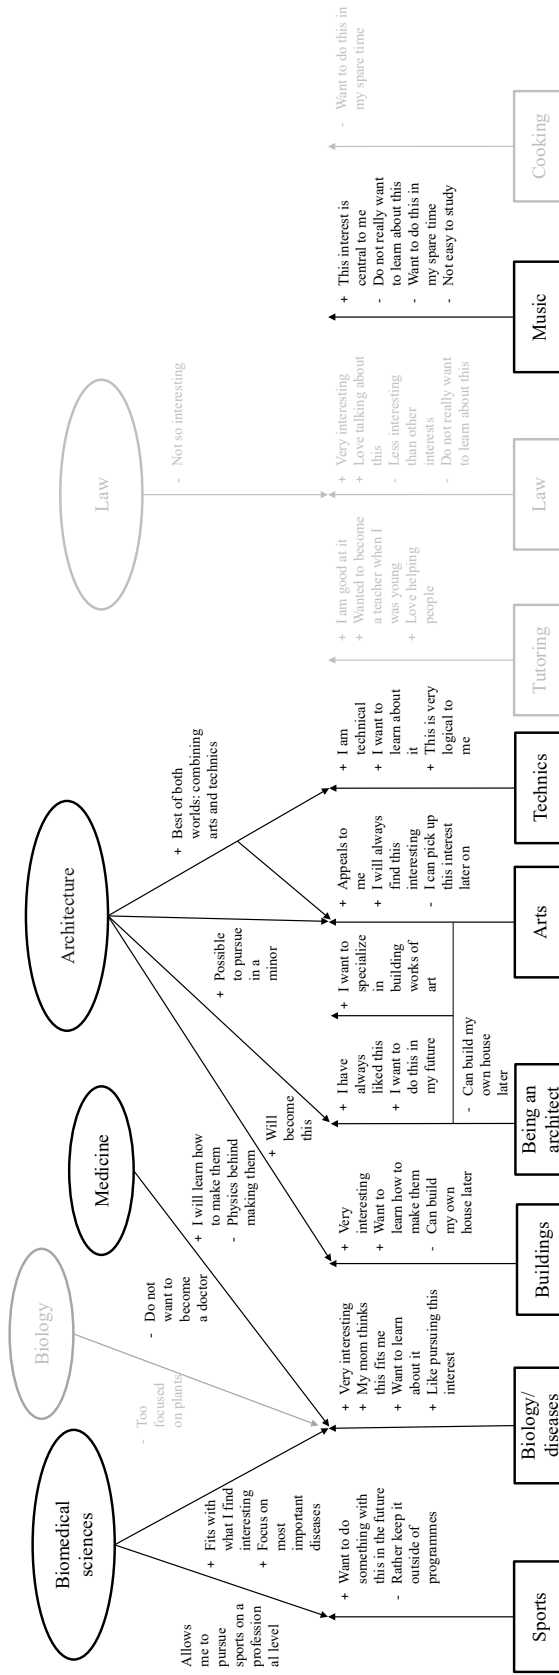 Biomedical
sciences
Biology
Medicine
Architecture
Law
Allows
me to
pursue
sports on a
profession
al level
+ Fits with
what I find
interesting
+ Focus on
most
important
diseases
- Too
focused
on plants
- Do not
want to
become
a doctor
+ I will learn how
to make them
- Physics behind
making them
+ Will
become
this
+ Possible
to pursue
in a
minor
+ Best of both
worlds: combining
arts and technics
- Not so interesting
+ Want to do
something with
this in the future
- Rather keep it
outside of
programmes
+ Very interesting
+ My mom thinks
this fits me
+ Want to learn
about it
+ Like pursuing this
interest
+ Very
interesting
+ Want to
learn how to
make them
- Can build
my own
house later
+ I have
always
liked this
+ I want to
do this in
my future
- Can build my
own house
later
+ I want to
specialize
in
building
works of
art
+ Appeals to
me
+ I will always
find this
interesting
- I can pick up
this interest
later on
+ I am
technical
+ I want to
learn about
it
+ This is very
logical to
me
+ I am good at it
+ Wanted to become
a teacher when I
was young
+ Love helping
people
+ Very interesting
+ Love talking about
this
- Less interesting
than other
interests
- Do not really want
to learn about this
+ This interest is
central to me
- Do not really want
to learn about this
- Want to do this in
my spare time
- Not easy to study
- Want to do this in
my spare time
Sports
Biology/
diseases
Buildings
Being an
architect
Arts
Technics
Tutoring
Law
Music
Cooking